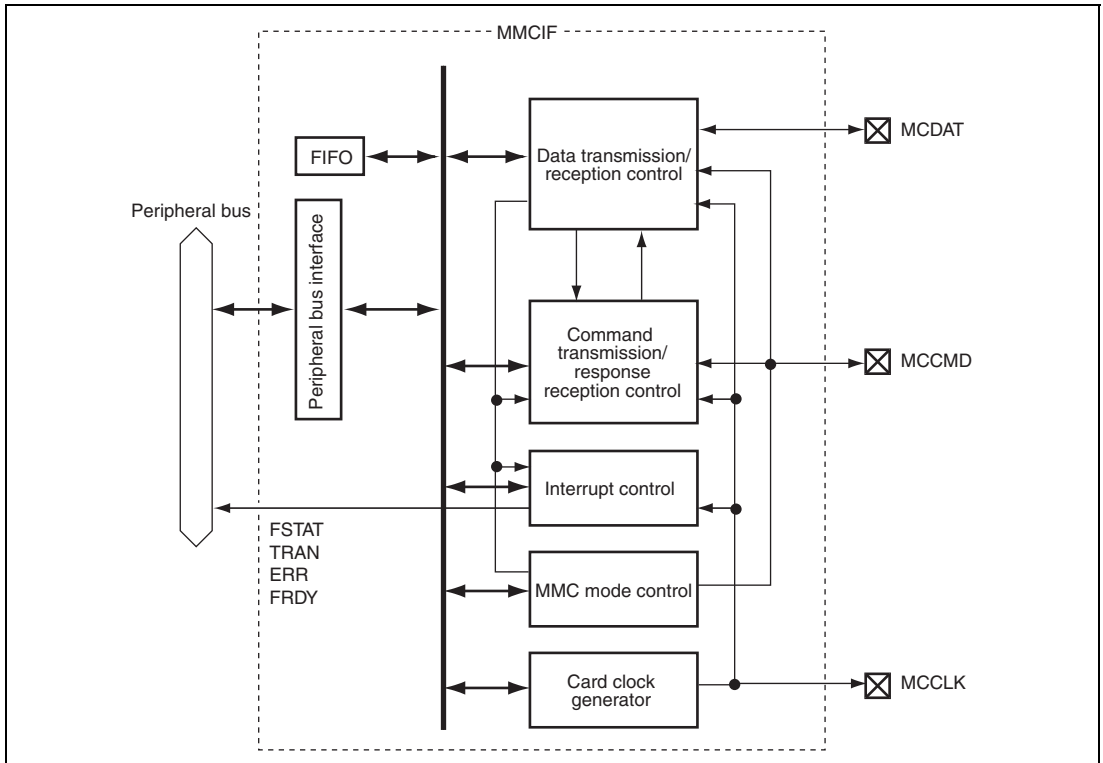 MMCIF
MCDAT
FIFO
Data transmission/
reception control
Peripheral bus
Peripheral bus interface
Command
transmission/
response
reception control
MCCMD
Interrupt control
FSTAT
TRAN
ERR
FRDY
MMC mode control
Card clock
generator
MCCLK